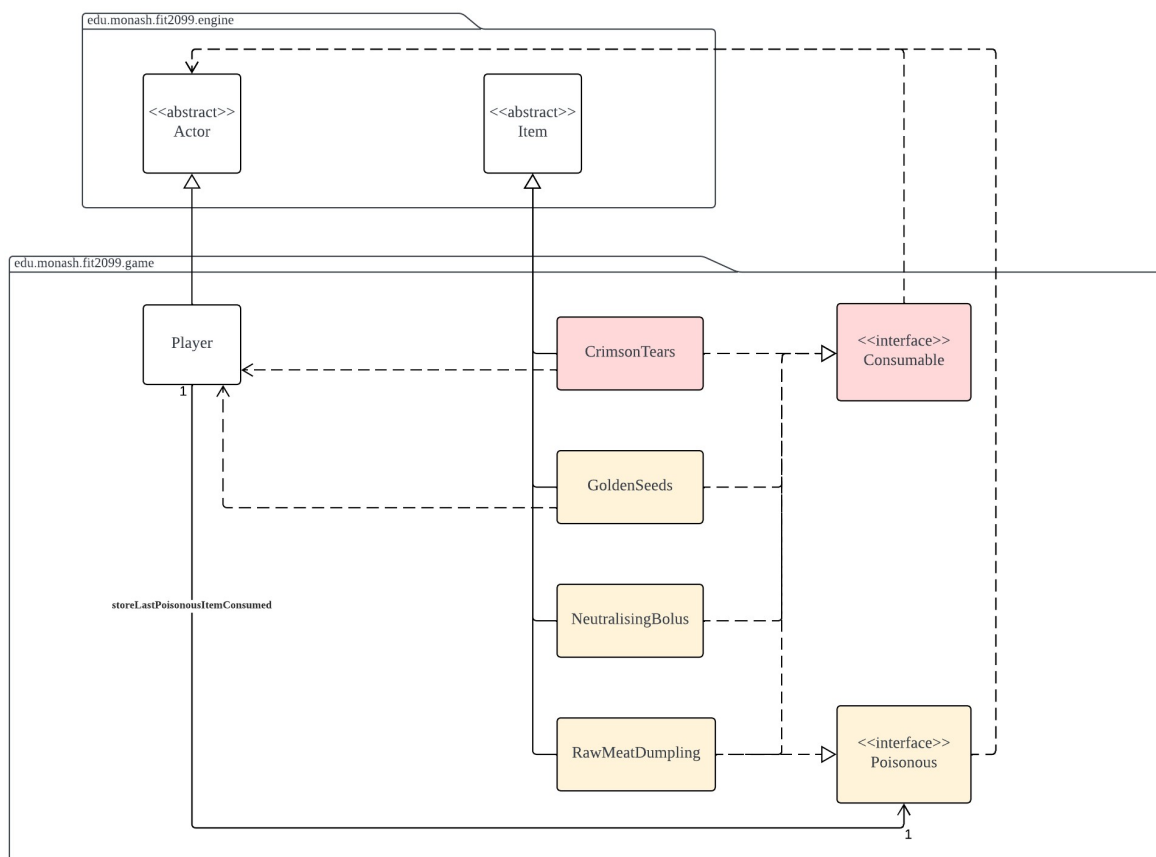 edu.monash.fit2099.engine
<<abstract>>
Actor
<<abstract>>
Item
edu.monash.fit2099.game
Player
1
CrimsonTears
<<interface>>
Consumable
GoldenSeeds
storeLastPoisonousItemConsumed
NeutralisingBolus
RawMeatDumpling
<<interface>>
Poisonous
1